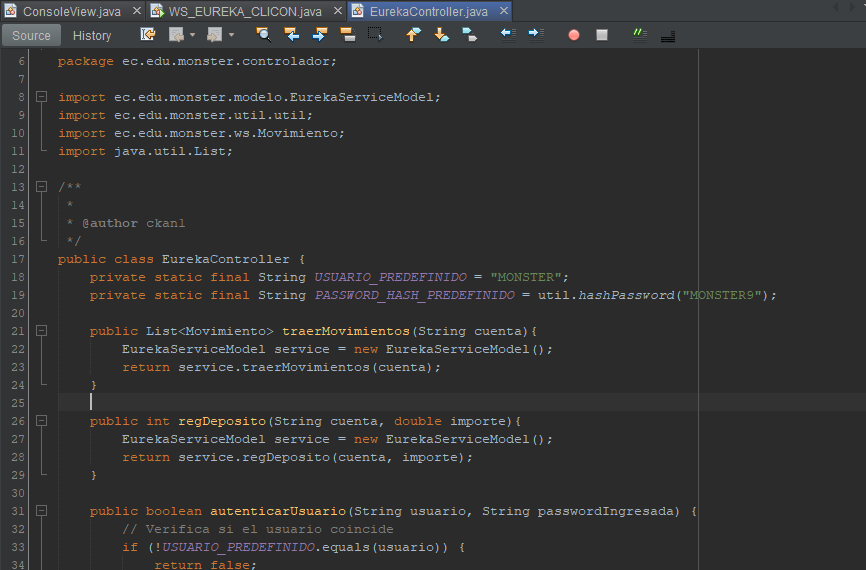 ConsoleView.java
WS_EUREKA_CLICON.java
EurekaController.java
Source History
6 package ec.edu.monster.controlador;
7
8 import ec.edu.monster.modelo.EurekaServiceModel;
9 import ec.edu.monster.util.util;
10 import ec.edu.monster.ws.Movimiento;
11 import java.util.List;
12
13 /**
14 *
15 * @author ckanl
16 */
17 public class EurekaController {
18 private static final String USUARIO_PREDEFINIDO = "MONSTER";
19 private static final String PASSWORD_HASH_PREDEFINIDO = util.hashPassword("MONSTER9");
20
21 public List<Movimiento> traerMovimientos(String cuenta){
22 EurekaServiceModel service = new EurekaServiceModel();
23 return service.traerMovimientos(cuenta);
24 }
25
26 public int regDeposito(String cuenta, double importe){
27 EurekaServiceModel service = new EurekaServiceModel();
28 return service.regDeposito(cuenta, importe);
29 }
30
31 public boolean autenticarUsuario(String usuario, String passwordIngresada) {
32 // Verifica si el usuario coincide
33 if (!USUARIO_PREDEFINIDO.equals(usuario)) {
34 return false;